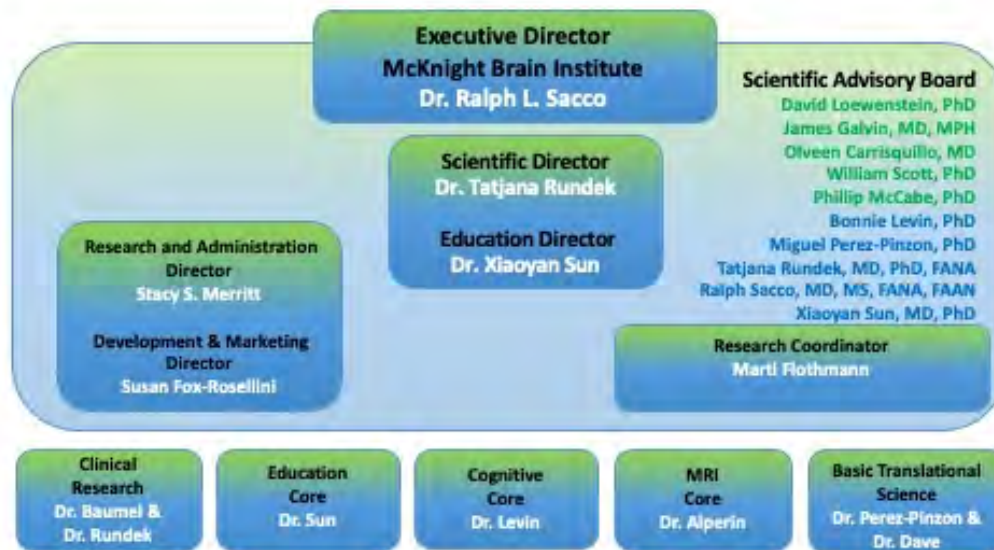 Executive Director
McKnight Brain Institute
Dr. Ralph L. Sacco
Scientific Advisory Board
David Loewenstein, PhD
James Galvin, MD, MPH
Olveen Carrisquillo, MD
William Scott, PhD
Phillip McCabe, PhD
Bonnie Levin, PhD
Miguel Perez-Pinzon, PhD
Tatjana Rundek, MD, PhD, FANA
Ralph Sacco, MD, MS, FANA, FAAN
Xiaoyan Sun, MD, PhD
Scientific Director
Dr. Tatjana Rundek
Education Director
Dr. Xiaoyan Sun
Research and Administration
Director
Stacy S. Merritt
Development & Marketing
Director
Susan Fox-Rosellini
Research Coordinator
Marti Flothmann
Clinical
Research
Dr. Baumel &
Dr. Rundek
Education
Core
Dr. Sun
Cognitive
Core
Dr. Levin
MRI
Core
Dr. Alperin
Basic Translational
Science
Dr. Perez-Pinzon &
Dr. Dave